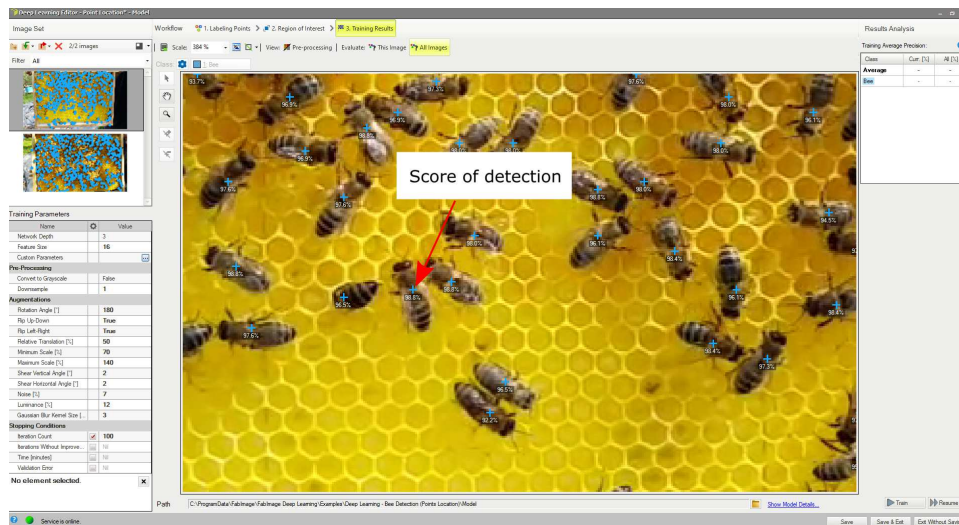 Deep Learning Editor - Point Location* - Model
Image Set
Workflow
1. Labeling Points
2. Region of Interest
3. Training Results
Results Analysis
2/2 images
Scale: 384 %
View:
Pre-processing
Evaluate:
This Image
All Images
Training Average Precision:
Filter All
Class:
1: Bee
Class Curr. [%] All [%]
Average - -
Bee - -
93.7%
97.3%
97.6%
96.9%
98.0%
96.9%
96.1%
98.8%
98.0%
98.0%
98.0%
96.9%
Score of detection
97.6%
98.0%
98.8%
97.6%
94.5%
98.0%
96.1%
98.4%
98.8%
98.8%
96.5%
98.8%
96.1%
98.4%
97.6%
98.4%
97.3%
96.5%
92.2%
Training Parameters
Name Value
Network Depth 3
Feature Size 16
Custom Parameters
Pre-Processing
Convert to Grayscale False
Downsample 1
Augmentations
Rotation Angle [°] 180
Flip Up-Down True
Flip Left-Right True
Relative Translation [%] 50
Minimum Scale [%] 70
Maximum Scale [%] 140
Shear Vertical Angle [°] 2
Shear Horizontal Angle [°] 2
Noise [%] 7
Luminance [%] 12
Gaussian Blur Kernel Size [...] 3
Stopping Conditions
Iteration Count 100
Iterations Without Improve... Nil
Time [minutes] Nil
Validation Error Nil
No element selected.
Path
C:\ProgramData\FabImage\FabImage Deep Learning\Examples\Deep Learning - Bee Detection (Points Location)\Model
Show Model Details...
Train
Resume
Service is online.
Save
Save & Exit
Exit Without Save